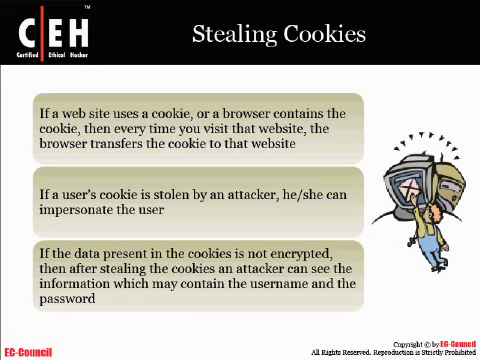 C|EH
TM
Certified Ethical Hacker
Stealing Cookies
If a web site uses a cookie, or a browser contains the
cookie, then every time you visit that website, the
browser transfers the cookie to that website
If a user's cookie is stolen by an attacker, he/she can
impersonate the user
If the data present in the cookies is not encrypted,
then after stealing the cookies an attacker can see the
information which may contain the username and the
password
EC-Council
Copyright © by EC-Council
All Rights Reserved. Reproduction is Strictly Prohibited